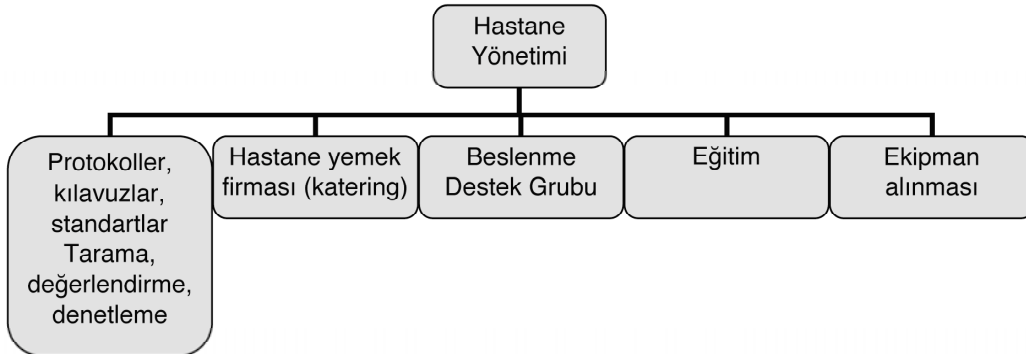 Hastane
Yönetimi
Protokoller,
kılavuzlar,
standartlar
Tarama,
değerlendirme,
denetleme
Hastane yemek
firması (katering)
Beslenme
Destek Grubu
Eğitim
Ekipman
alınması